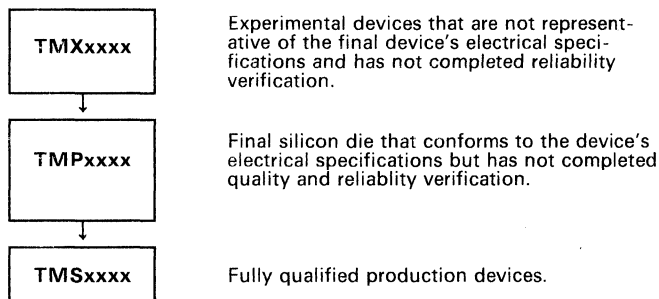 TMXxxxx
Experimental devices that are not represent-
ative of the final device's electrical speci-
fications and has not completed reliability
verification.
TMPxxxx
Final silicon die that conforms to the device's
electrical specifications but has not completed
quality and reliablity verification.
TMSxxxx
Fully qualified production devices.